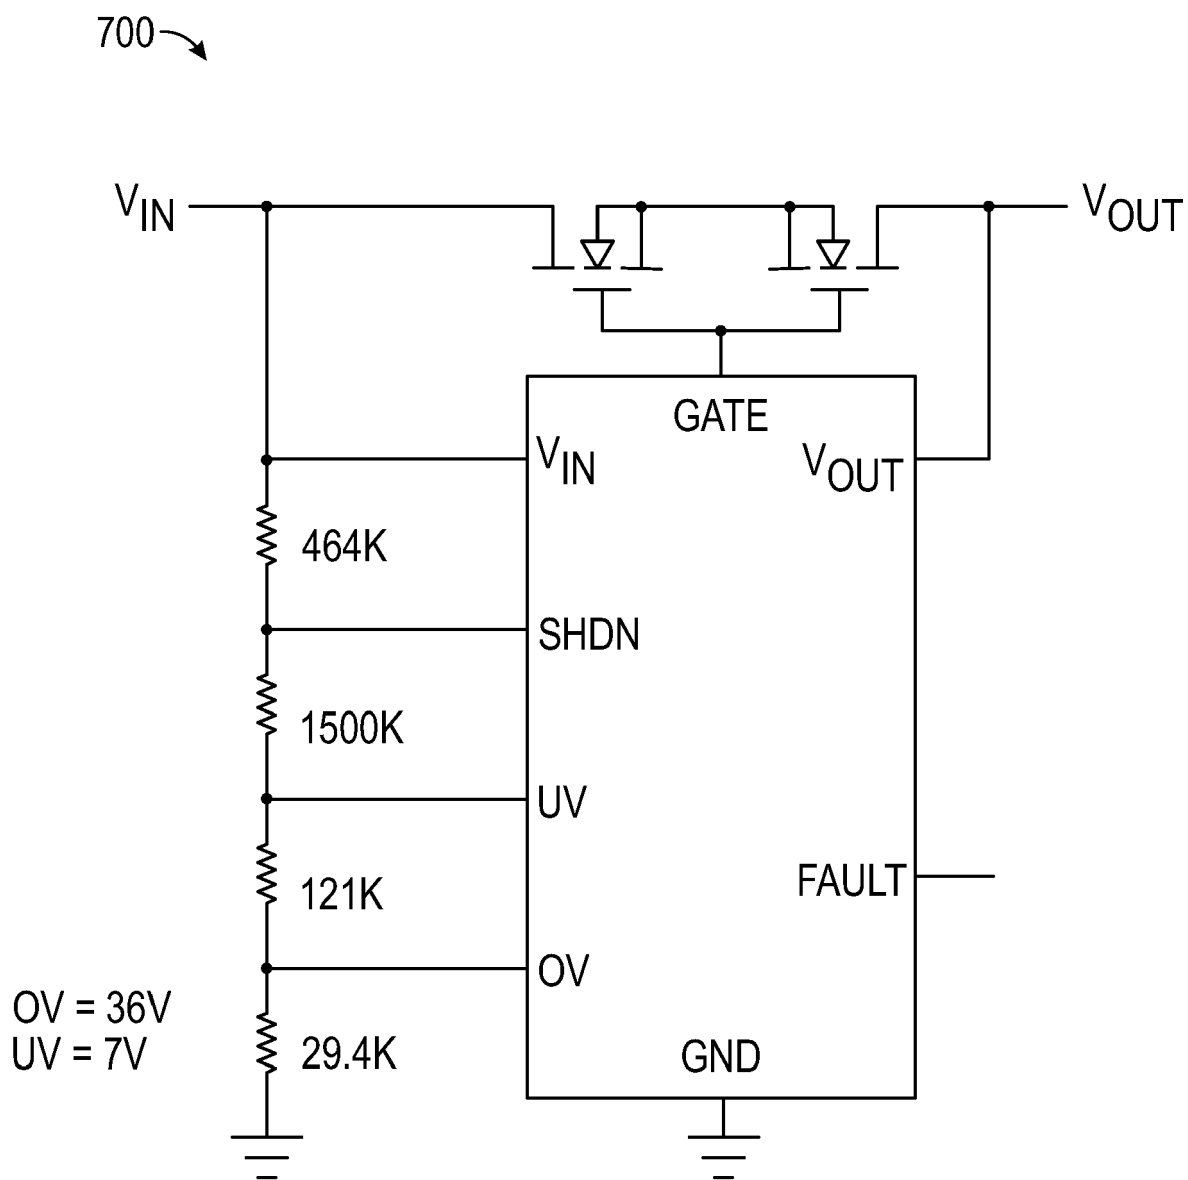 700
VIN
VOUT
GATE
VIN
VOUT
464K
SHDN
1500K
UV
FAULT
121K
OV
OV = 36V
UV = 7V
29.4K
GND